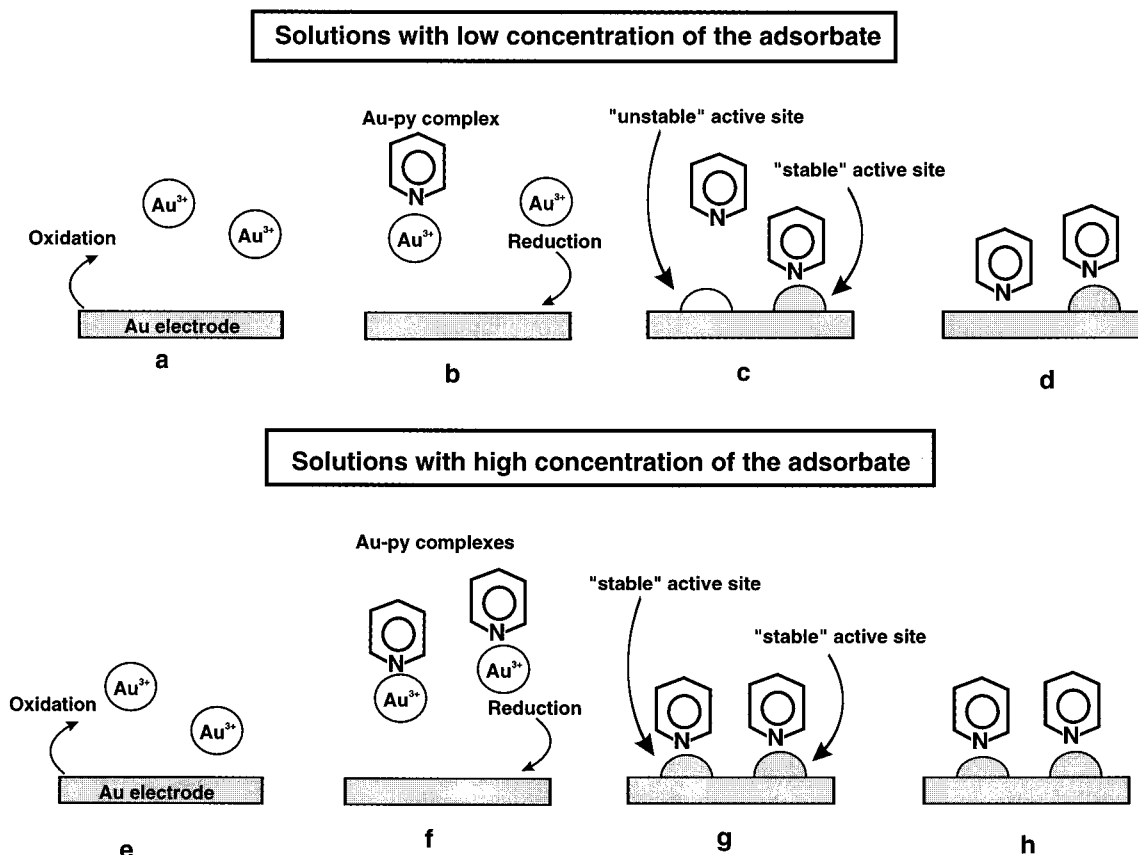 Solutions with low concentration of the adsorbate
Au-py complex
"unstable" active site
"stable" active site
N
N
N
N
N
Au³⁺
Au³⁺
Au³⁺
Au³⁺
Oxidation
Reduction
Au electrode
a
b
c
d
Solutions with high concentration of the adsorbate
Au-py complexes
"stable" active site
"stable" active site
N
N
N
N
N
N
Au³⁺
Au³⁺
Au³⁺
Au³⁺
Oxidation
Reduction
Au electrode
e
f
g
h